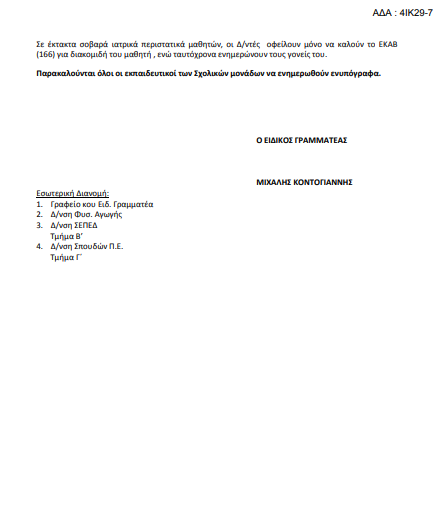 ΑΔΑ : 4ΙΚ29-7
Σε έκτακτα σοβαρά ιατρικά περιστατικά μαθητών, οι Δ/ντές οφείλουν μόνο να καλούν το ΕΚΑΒ
(166) για διακομιδή του μαθητή , ενώ ταυτόχρονα ενημερώνουν τους γονείς του.
Παρακαλούνται όλοι οι εκπαιδευτικοί των Σχολικών μονάδων να ενημερωθούν ενυπόγραφα.
Ο ΕΙΔΙΚΟΣ ΓΡΑΜΜΑΤΕΑΣ
ΜΙΧΑΛΗΣ ΚΟΝΤΟΓΙΑΝΝΗΣ
Εσωτερική Διανομή:
1. Γραφείο κου Ειδ. Γραμματέα
2. Δ/νση Φυσ. Αγωγής
3. Δ/νση ΣΕΠΕΔ
Τμήμα Β'
4. Δ/νση Σπουδών Π.Ε.
Τμήμα Γ΄